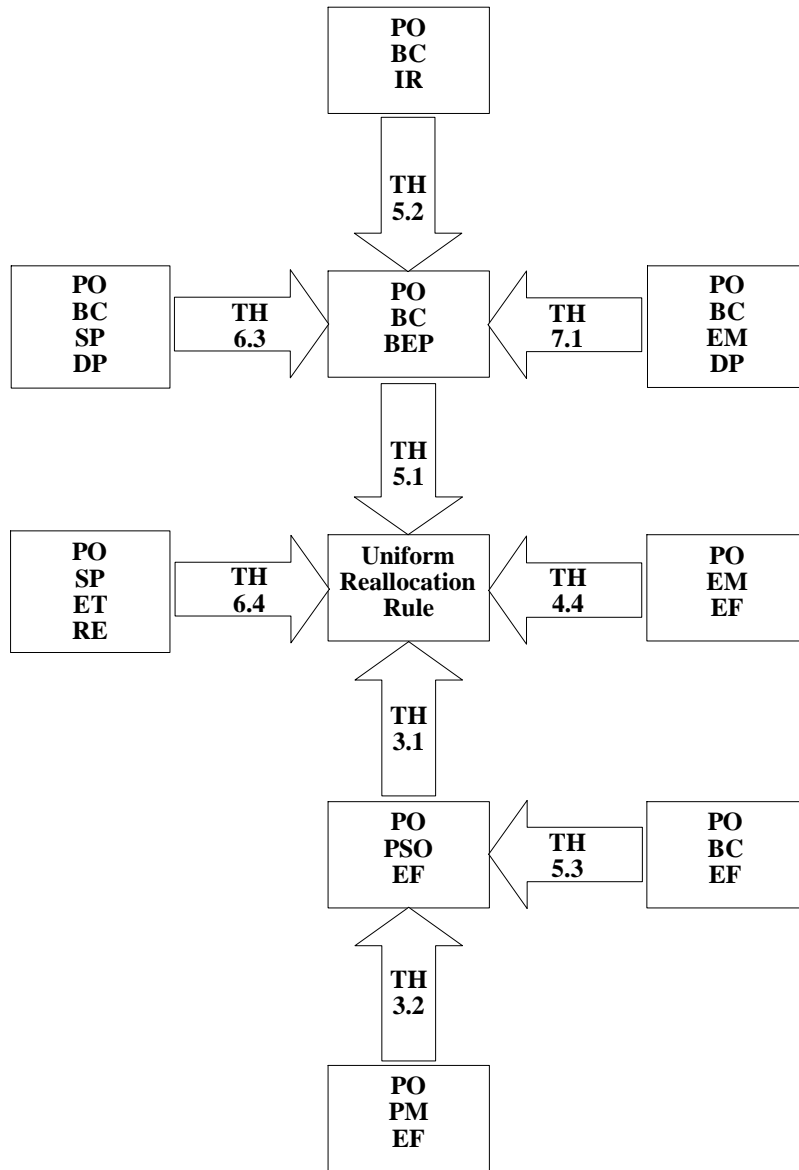 PO
BC
IR
TH
5.2
PO
BC
SP
DP
TH
6.3
PO
BC
BEP
TH
7.1
PO
BC
EM
DP
TH
5.1
PO
SP
ET
RE
TH
6.4
Uniform
Reallocation
Rule
TH
4.4
PO
EM
EF
TH
3.1
PO
PSO
EF
TH
5.3
PO
BC
EF
TH
3.2
PO
PM
EF